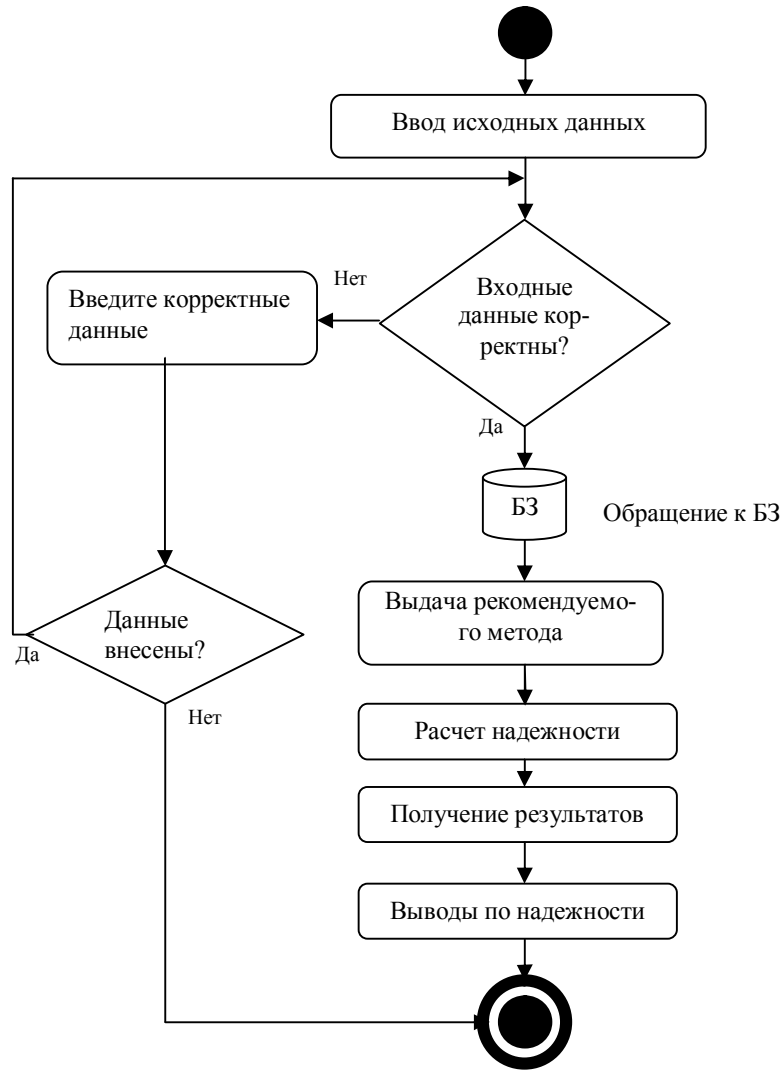 Ввод исходных данных
Нет
Введите корректные
данные
Входные
данные кор-
ректны?
Да
БЗ
Обращение к БЗ
Выдача рекомендуемо-
го метода
Данные
внесены?
Да
Нет
Расчет надежности
Получение результатов
Выводы по надежности